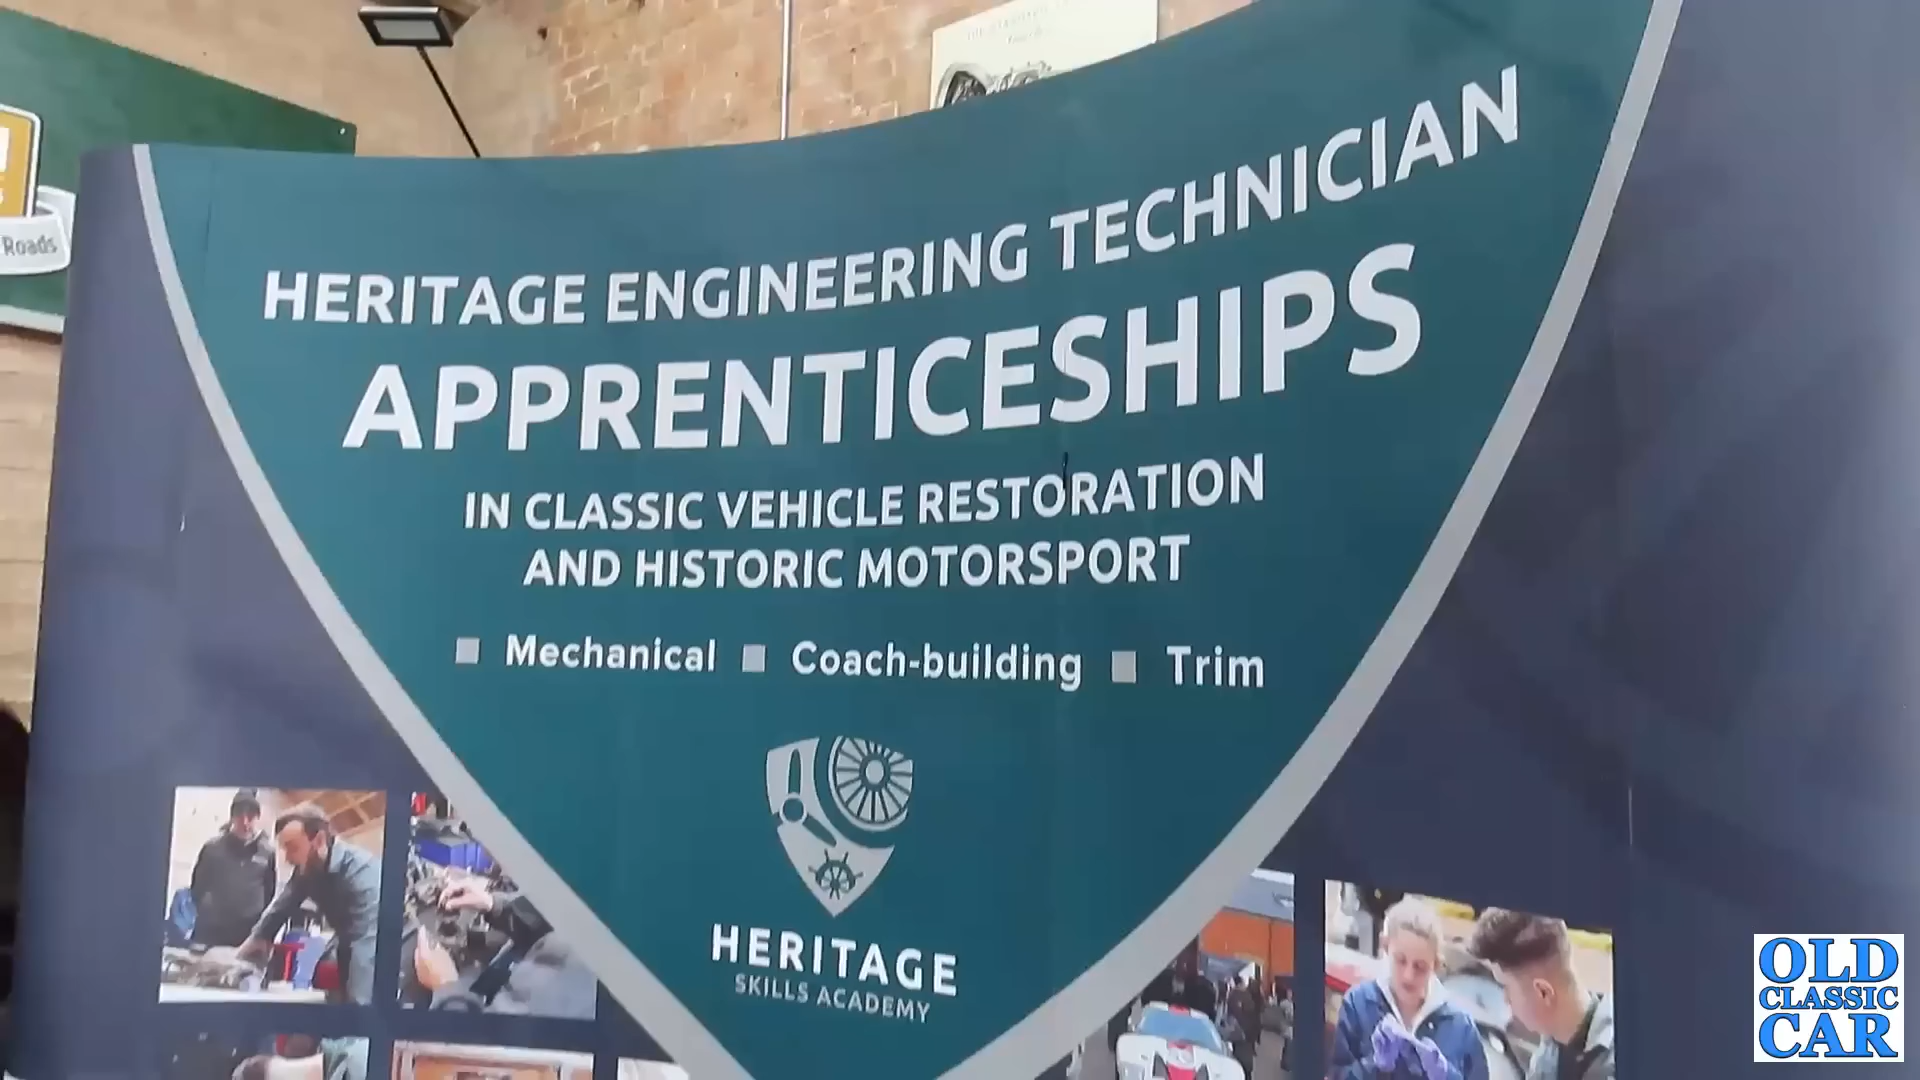 Roads
HERITAGE ENGINEERING TECHNICIAN
APPRENTICESHIPS
IN CLASSIC VEHICLE RESTORATION
AND HISTORIC MOTORSPORT
Mechanical Coach-building Trim
HERITAGE
SKILLS ACADEMY
OLD
CLASSIC
CAR